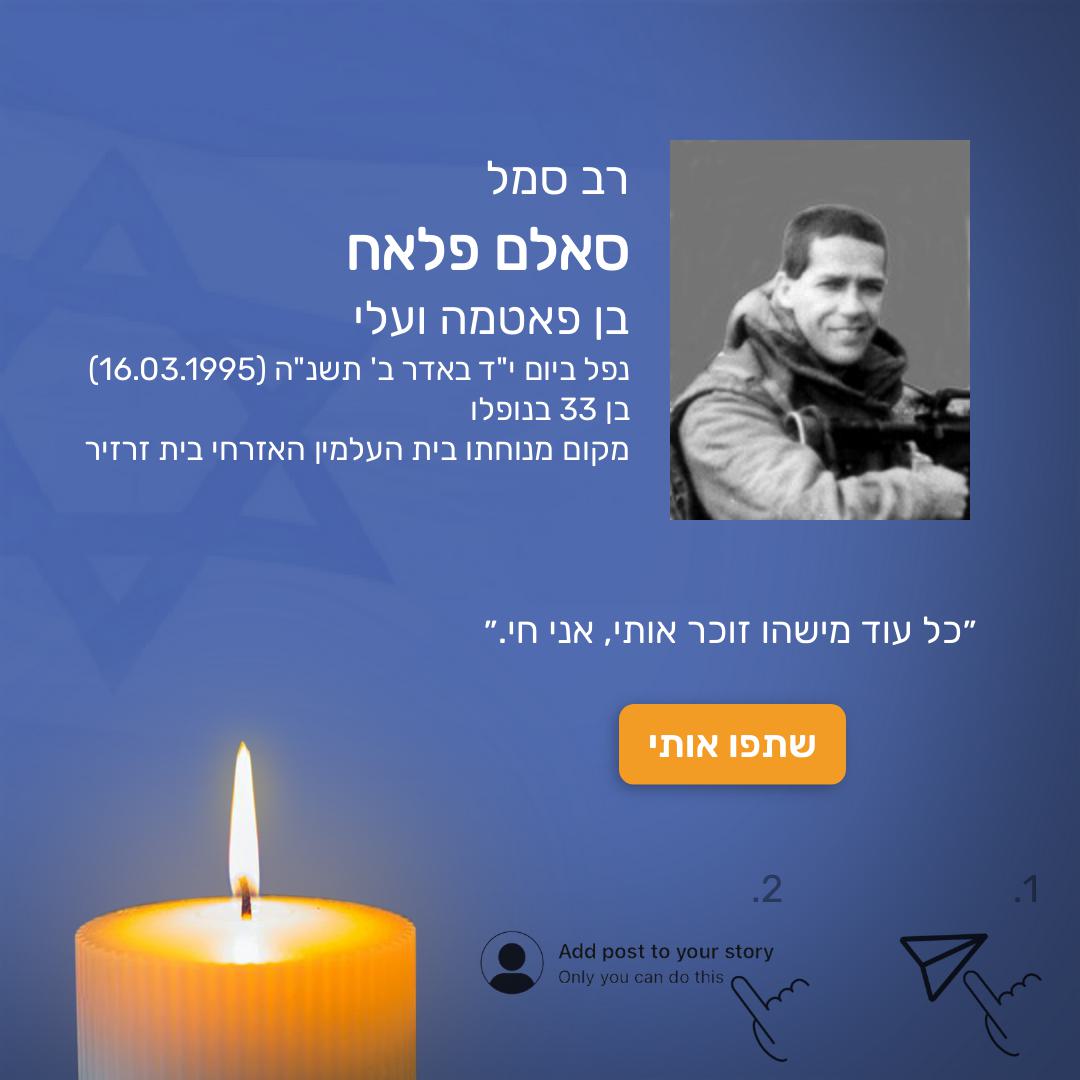 רב סמל
סאלם פלאח
בן פאטמה ועלי
נפל ביום י"ד באדר ב' תשנ"ה (16.03.1995)
בן 33 בנופלו
מקום מנוחתו בית העלמין האזרחי בית זרזיר
״כל עוד מישהו זוכר אותי, אני חי.״
שתפו אותי
1.
2.
Add post to your story
Only you can do this